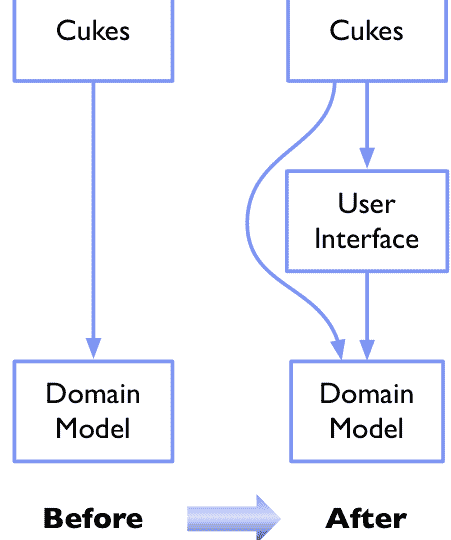 Cukes
Cukes
User
Interface
Domain
Model
Domain
Model
Before
After